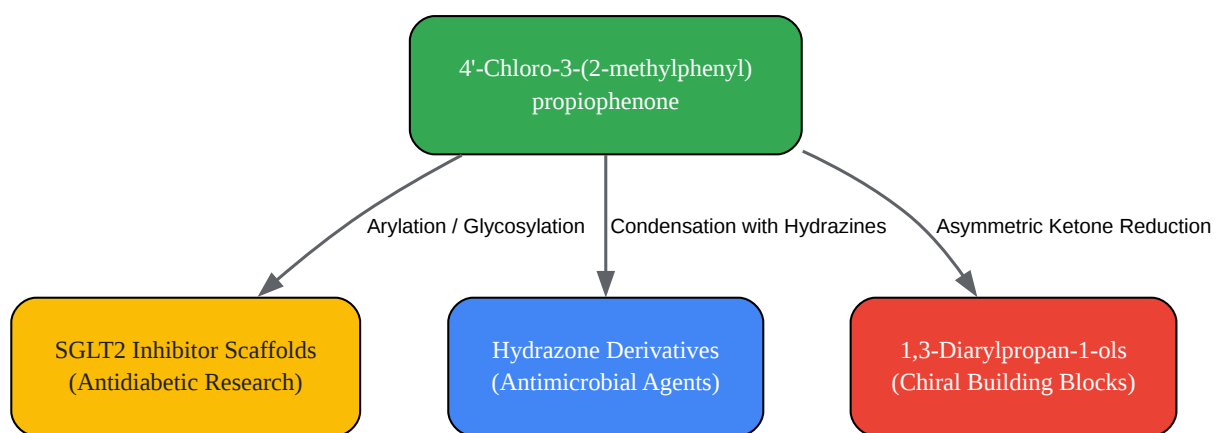 4'-Chloro-3-(2-methylphenyl)
propiophenone
Arylation / Glycosylation
Condensation with Hydrazines
Asymmetric Ketone Reduction
SGLT2 Inhibitor Scaffolds
(Antidiabetic Research)
Hydrazone Derivatives
(Antimicrobial Agents)
1,3-Diarylpropan-1-ols
(Chiral Building Blocks)